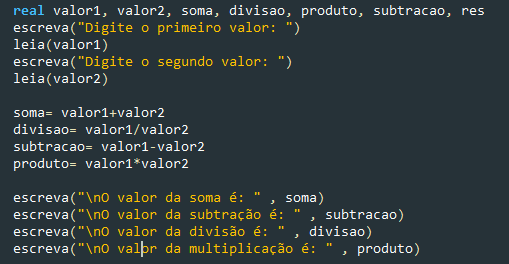 real valor1, valor2, soma, divisao, produto, subtracao, res
escreva("Digite o primeiro valor: ")
leia(valor1)
escreva("Digite o segundo valor: ")
leia(valor2)
soma= valor1+valor2
divisao= valor1/valor2
subtracao= valor1-valor2
produto= valor1*valor2
escreva("\nO valor da soma é: " , soma)
escreva("\nO valor da subtração é: " , subtracao)
escreva("\nO valor da divisão é: " , divisao)
escreva("\nO valor da multiplicação é: " , produto)